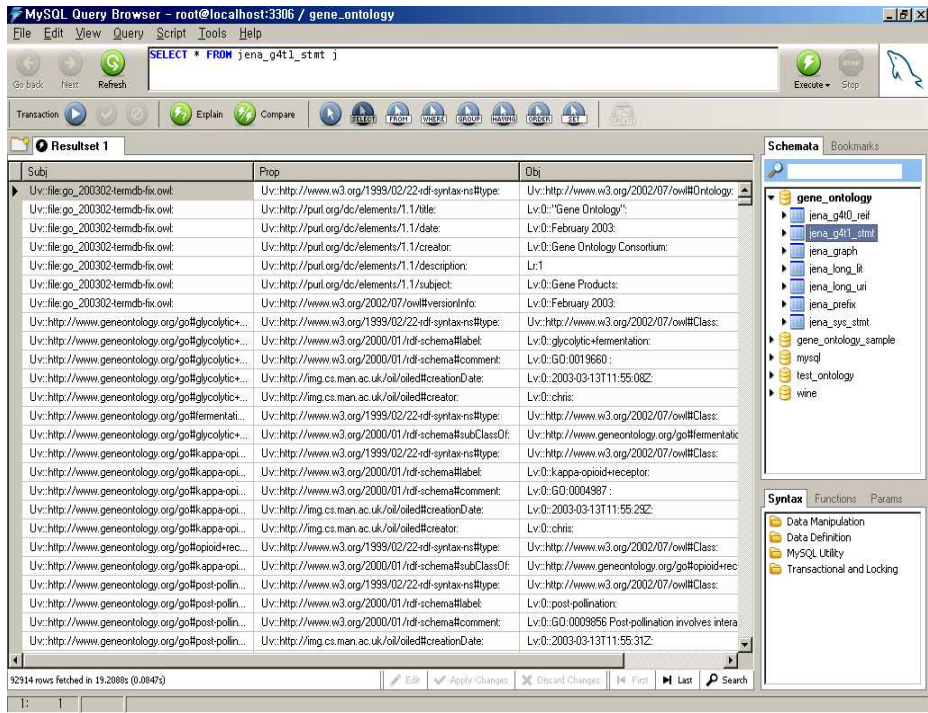 MySQL Query Browser - root@localhost:3306 / gene_ontology
File Edit View Query Script Tools Help
SELECT * FROM jena_g4t1_stmt j
Go back Next Refresh Execute Stop
Transaction Explain Compare SELECT FROM WHERE GROUP HAVING ORDER SET CREATE
Resultset 1
Subj Prop Obj
Uv::file:go_200302-termdb-fix.owl: Uv::http://www.w3.org/1999/02/22-rdf-syntax-ns#type: Uv::http://www.w3.org/2002/07/owl#Ontology:
Uv::file:go_200302-termdb-fix.owl: Uv::http://purl.org/dc/elements/1.1/title: Lv:0::"Gene Ontology":
Uv::file:go_200302-termdb-fix.owl: Uv::http://purl.org/dc/elements/1.1/date: Lv:0::February 2003:
Uv::file:go_200302-termdb-fix.owl: Uv::http://purl.org/dc/elements/1.1/creator: Lv:0::Gene Ontology Consortium:
Uv::file:go_200302-termdb-fix.owl: Uv::http://purl.org/dc/elements/1.1/description: Lr:1
Uv::file:go_200302-termdb-fix.owl: Uv::http://purl.org/dc/elements/1.1/subject: Lv:0::Gene Products:
Uv::file:go_200302-termdb-fix.owl: Uv::http://www.w3.org/2002/07/owl#versionInfo: Lv:0::February 2003:
Uv::http://www.geneontology.org/go#glycolytic+... Uv::http://www.w3.org/1999/02/22-rdf-syntax-ns#type: Uv::http://www.w3.org/2002/07/owl#Class:
Uv::http://www.geneontology.org/go#glycolytic+... Uv::http://www.w3.org/2000/01/rdf-schema#label: Lv:0::glycolytic+fermentation:
Uv::http://www.geneontology.org/go#glycolytic+... Uv::http://www.w3.org/2000/01/rdf-schema#comment: Lv:0::GO:0019660 :
Uv::http://www.geneontology.org/go#glycolytic+... Uv::http://img.cs.man.ac.uk/oil/oiled#creationDate: Lv:0::2003-03-13T11:55:08Z:
Uv::http://www.geneontology.org/go#glycolytic+... Uv::http://img.cs.man.ac.uk/oil/oiled#creator: Lv:0::chris:
Uv::http://www.geneontology.org/go#fermentati... Uv::http://www.w3.org/1999/02/22-rdf-syntax-ns#type: Uv::http://www.w3.org/2002/07/owl#Class:
Uv::http://www.geneontology.org/go#glycolytic+... Uv::http://www.w3.org/2000/01/rdf-schema#subClassOf: Uv::http://www.geneontology.org/go#fermentatic
Uv::http://www.geneontology.org/go#kappa-opi... Uv::http://www.w3.org/1999/02/22-rdf-syntax-ns#type: Uv::http://www.w3.org/2002/07/owl#Class:
Uv::http://www.geneontology.org/go#kappa-opi... Uv::http://www.w3.org/2000/01/rdf-schema#label: Lv:0::kappa-opioid+receptor:
Uv::http://www.geneontology.org/go#kappa-opi... Uv::http://www.w3.org/2000/01/rdf-schema#comment: Lv:0::GO:0004987 :
Uv::http://www.geneontology.org/go#kappa-opi... Uv::http://img.cs.man.ac.uk/oil/oiled#creationDate: Lv:0::2003-03-13T11:55:29Z:
Uv::http://www.geneontology.org/go#kappa-opi... Uv::http://img.cs.man.ac.uk/oil/oiled#creator: Lv:0::chris:
Uv::http://www.geneontology.org/go#opioid+rec... Uv::http://www.w3.org/1999/02/22-rdf-syntax-ns#type: Uv::http://www.w3.org/2002/07/owl#Class:
Uv::http://www.geneontology.org/go#kappa-opi... Uv::http://www.w3.org/2000/01/rdf-schema#subClassOf: Uv::http://www.geneontology.org/go#opioid+rec
Uv::http://www.geneontology.org/go#post-pollin... Uv::http://www.w3.org/1999/02/22-rdf-syntax-ns#type: Uv::http://www.w3.org/2002/07/owl#Class:
Uv::http://www.geneontology.org/go#post-pollin... Uv::http://www.w3.org/2000/01/rdf-schema#label: Lv:0::post-pollination:
Uv::http://www.geneontology.org/go#post-pollin... Uv::http://www.w3.org/2000/01/rdf-schema#comment: Lv:0::GO:0009856 Post-pollination involves intera
Uv::http://www.geneontology.org/go#post-pollin... Uv::http://img.cs.man.ac.uk/oil/oiled#creationDate: Lv:0::2003-03-13T11:55:31Z:
92914 rows fetched in 19.2088s (0.0847s) Edit Apply Changes Discard Changes First Last Search
1: 1
Schemata Bookmarks
gene_ontology
jena_g4t0_reif
jena_g4t1_stmt
jena_graph
jena_long_lit
jena_long_uri
jena_prefix
jena_sys_stmt
gene_ontology_sample
mysql
test_ontology
wine
Syntax Functions Params
Data Manipulation
Data Definition
MySQL Utility
Transactional and Locking